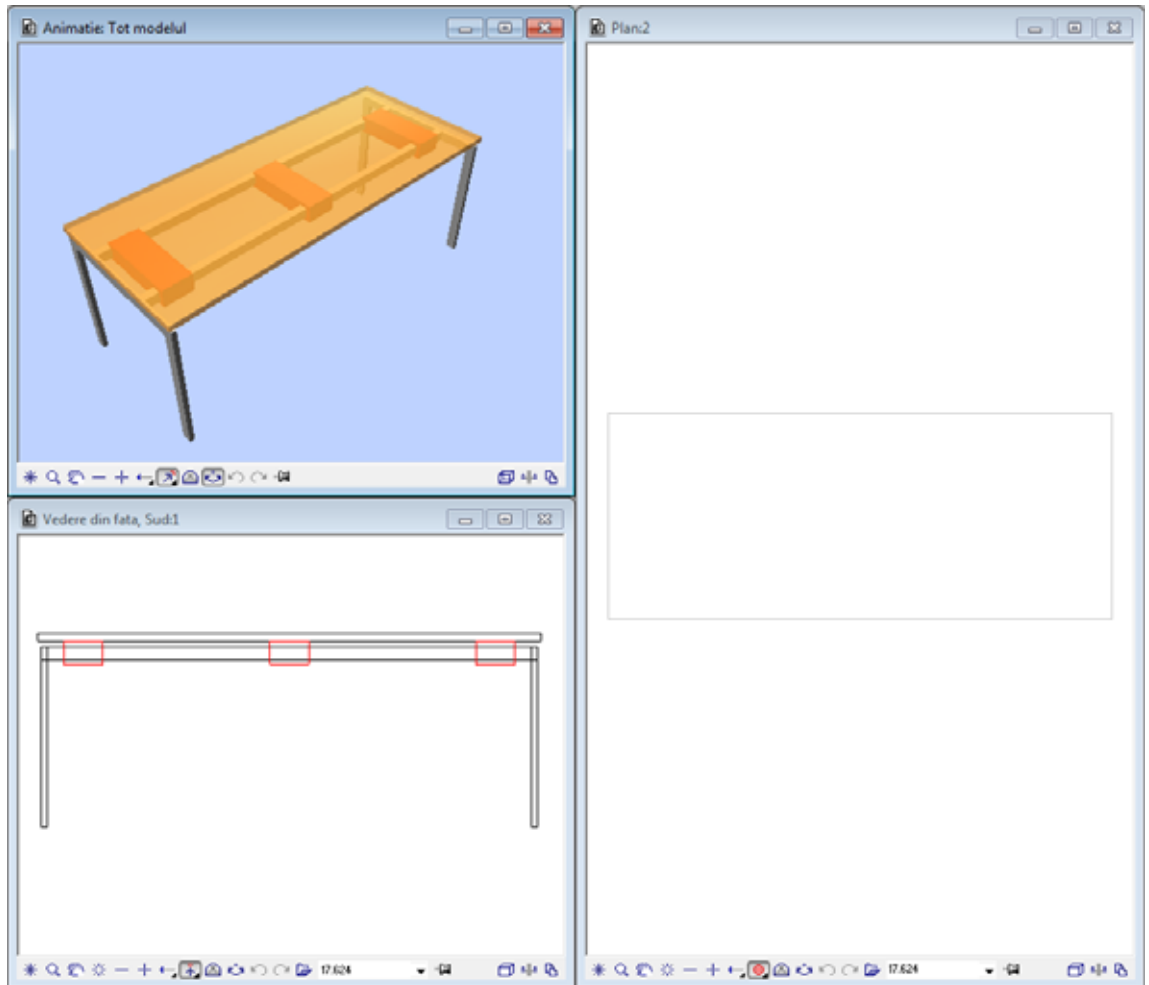 Animatie: Tot modelul
Plan:2
Vedere din fata, Sud:1
17.624
17.624